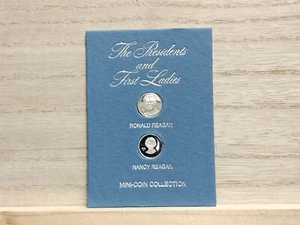 The Presidents
and
First Ladies
RONALD REAGAN
NANCY REAGAN
MINI-COIN COLLECTION